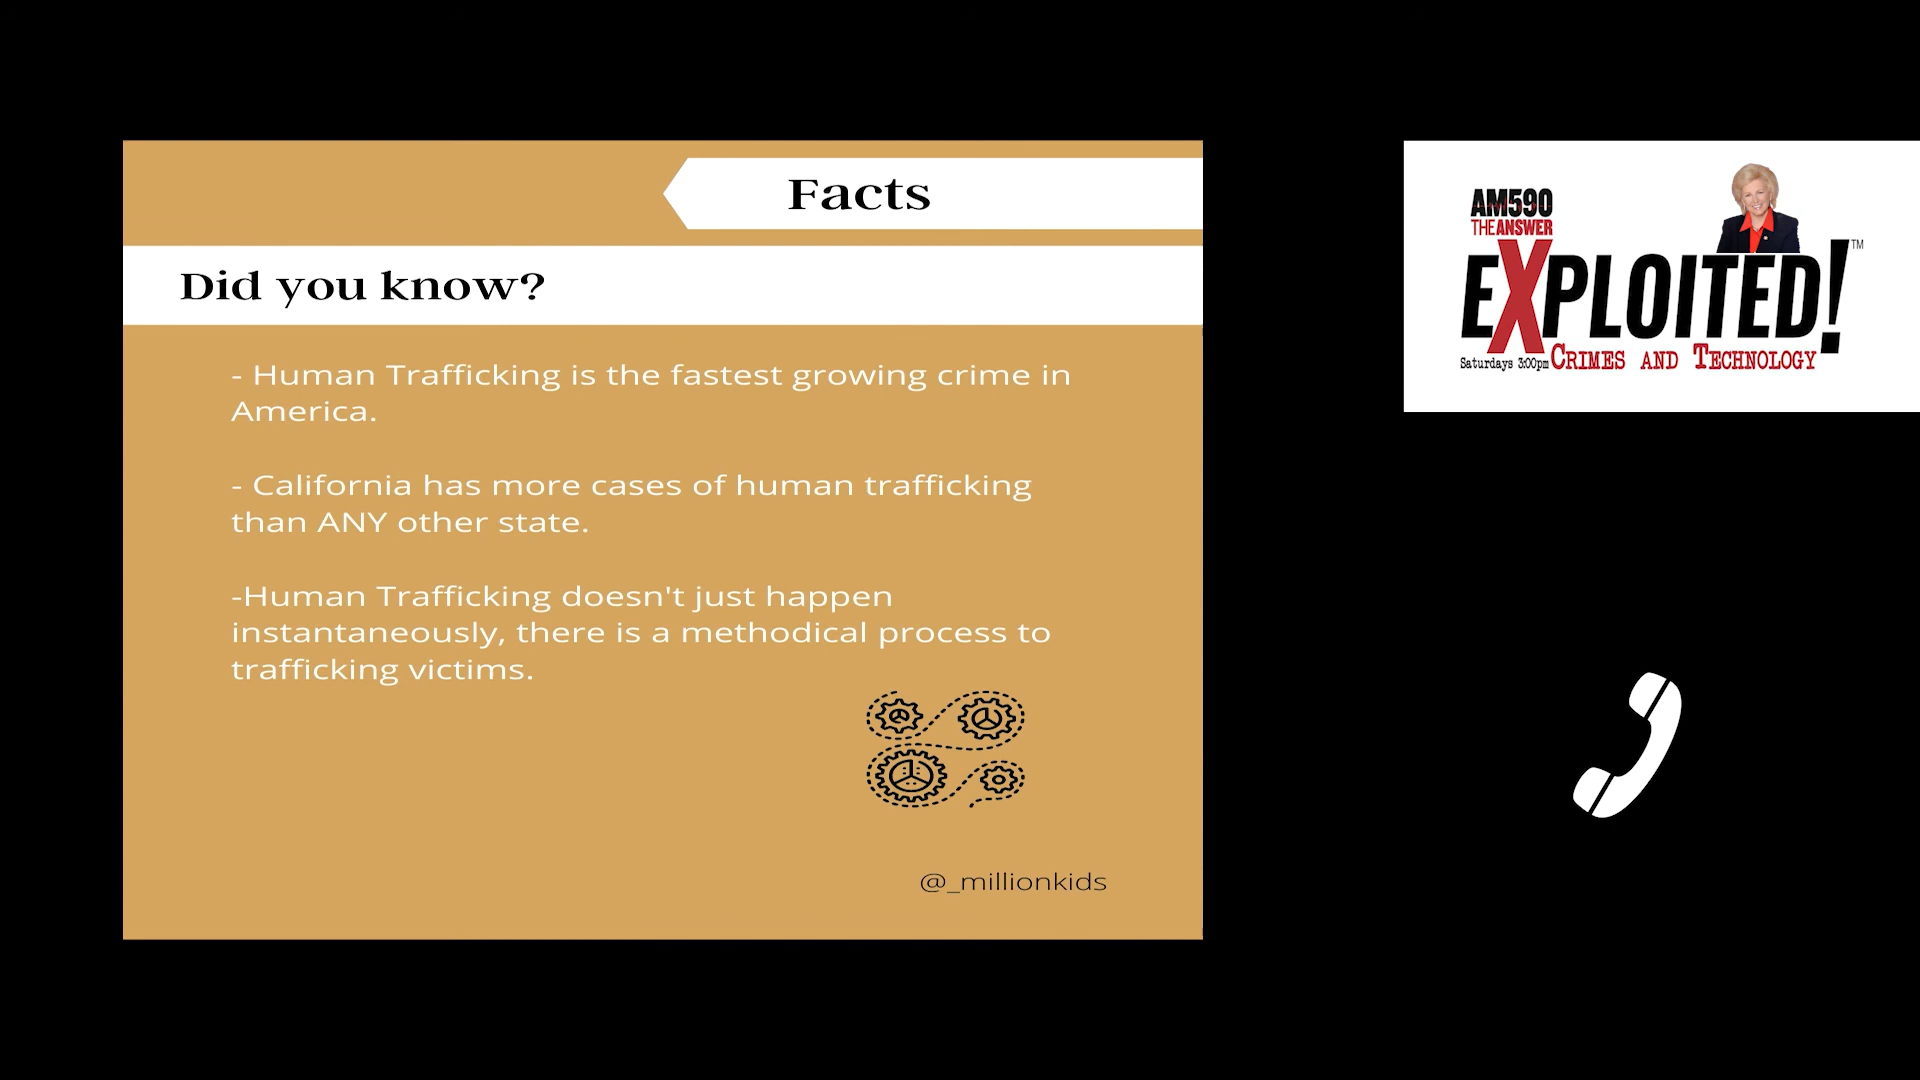 Facts
Did you know?
- Human Trafficking is the fastest growing crime in
America.
- California has more cases of human trafficking
than ANY other state.
-Human Trafficking doesn't just happen
instantaneously, there is a methodical process to
trafficking victims.
@_millionkids
AM590
THEANSWER
EXPLOITED!™
Saturdays 3:00pm CRIMES AND TECHNOLOGY